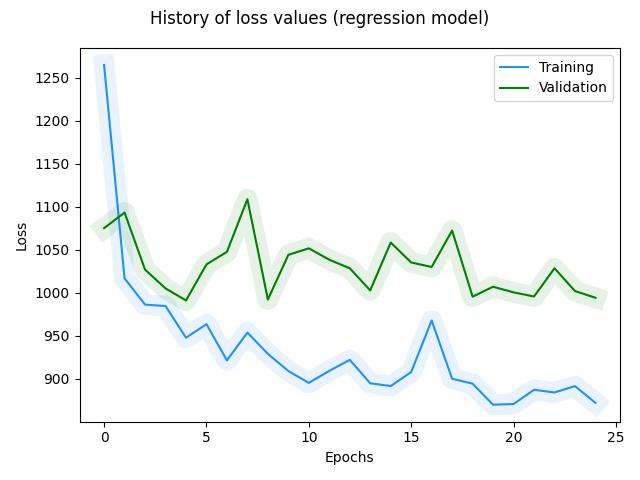 History of loss values (regression model)
Training
Validation
1250
1200
1150
1100
1050
1000
950
900
Loss
0 5 10 15 20 25
Epochs